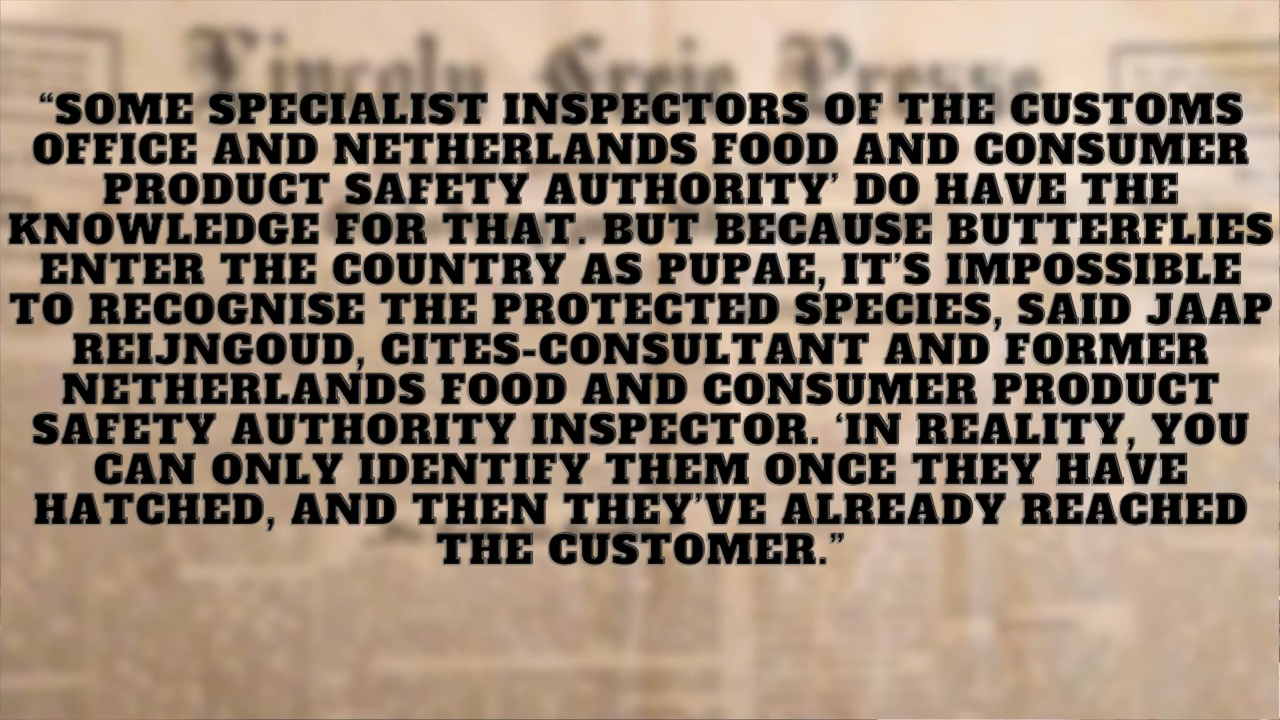 Lincoln Freie Presse
“SOME SPECIALIST INSPECTORS OF THE CUSTOMS
OFFICE AND NETHERLANDS FOOD AND CONSUMER
PRODUCT SAFETY AUTHORITY’ DO HAVE THE
KNOWLEDGE FOR THAT. BUT BECAUSE BUTTERFLIES
ENTER THE COUNTRY AS PUPAE, IT’S IMPOSSIBLE
TO RECOGNISE THE PROTECTED SPECIES, SAID JAAP
REIJNGOUD, CITES-CONSULTANT AND FORMER
NETHERLANDS FOOD AND CONSUMER PRODUCT
SAFETY AUTHORITY INSPECTOR. ‘IN REALITY, YOU
CAN ONLY IDENTIFY THEM ONCE THEY HAVE
HATCHED, AND THEN THEY’VE ALREADY REACHED
THE CUSTOMER.”